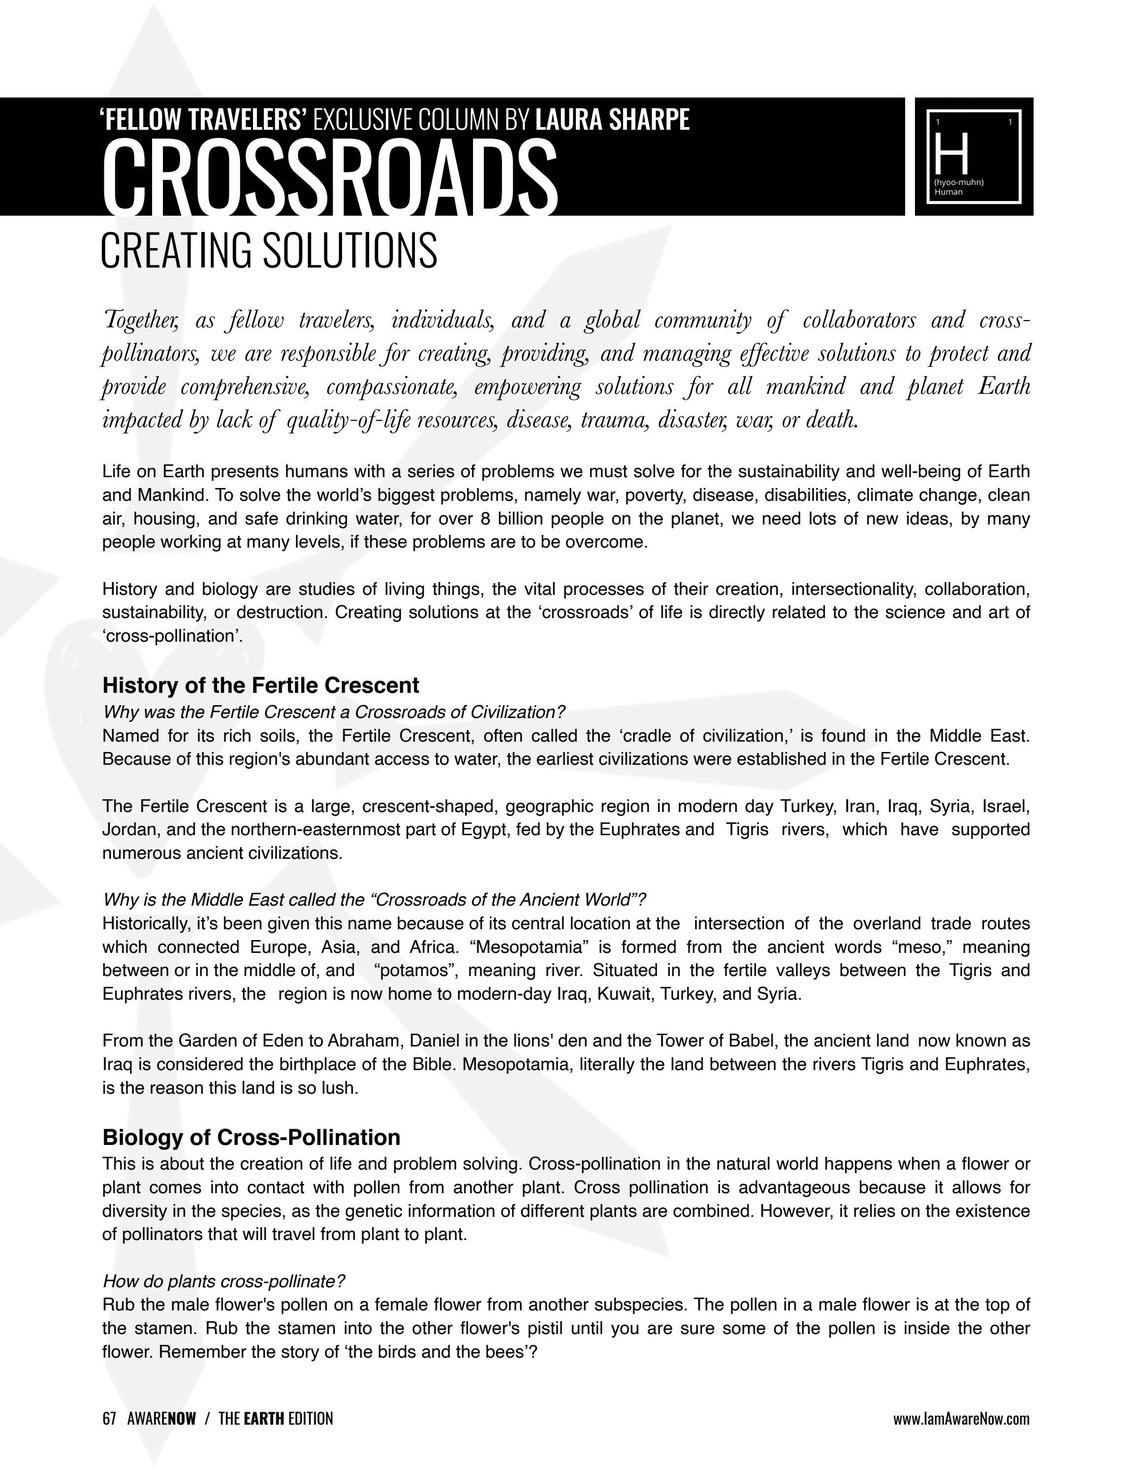 ‘FELLOW TRAVELERS’ EXCLUSIVE COLUMN BY LAURA SHARPE
CROSSROADS
1 1
H
(hyoo-muhn)
Human
CREATING SOLUTIONS
Together, as fellow travelers, individuals, and a global community of collaborators and cross-
pollinators, we are responsible for creating, providing, and managing effective solutions to protect and
provide comprehensive, compassionate, empowering solutions for all mankind and planet Earth
impacted by lack of quality-of-life resources, disease, trauma, disaster, war, or death.
Life on Earth presents humans with a series of problems we must solve for the sustainability and well-being of Earth
and Mankind. To solve the world’s biggest problems, namely war, poverty, disease, disabilities, climate change, clean
air, housing, and safe drinking water, for over 8 billion people on the planet, we need lots of new ideas, by many
people working at many levels, if these problems are to be overcome.
History and biology are studies of living things, the vital processes of their creation, intersectionality, collaboration,
sustainability, or destruction. Creating solutions at the ‘crossroads’ of life is directly related to the science and art of
‘cross-pollination’.
History of the Fertile Crescent
Why was the Fertile Crescent a Crossroads of Civilization?
Named for its rich soils, the Fertile Crescent, often called the ‘cradle of civilization,’ is found in the Middle East.
Because of this region's abundant access to water, the earliest civilizations were established in the Fertile Crescent.
The Fertile Crescent is a large, crescent-shaped, geographic region in modern day Turkey, Iran, Iraq, Syria, Israel,
Jordan, and the northern-easternmost part of Egypt, fed by the Euphrates and Tigris rivers, which have supported
numerous ancient civilizations.
Why is the Middle East called the “Crossroads of the Ancient World”?
Historically, it’s been given this name because of its central location at the intersection of the overland trade routes
which connected Europe, Asia, and Africa. “Mesopotamia” is formed from the ancient words “meso,” meaning
between or in the middle of, and “potamos”, meaning river. Situated in the fertile valleys between the Tigris and
Euphrates rivers, the region is now home to modern-day Iraq, Kuwait, Turkey, and Syria.
From the Garden of Eden to Abraham, Daniel in the lions' den and the Tower of Babel, the ancient land now known as
Iraq is considered the birthplace of the Bible. Mesopotamia, literally the land between the rivers Tigris and Euphrates,
is the reason this land is so lush.
Biology of Cross-Pollination
This is about the creation of life and problem solving. Cross-pollination in the natural world happens when a flower or
plant comes into contact with pollen from another plant. Cross pollination is advantageous because it allows for
diversity in the species, as the genetic information of different plants are combined. However, it relies on the existence
of pollinators that will travel from plant to plant.
How do plants cross-pollinate?
Rub the male flower's pollen on a female flower from another subspecies. The pollen in a male flower is at the top of
the stamen. Rub the stamen into the other flower's pistil until you are sure some of the pollen is inside the other
flower. Remember the story of ‘the birds and the bees’?
67 AWARENOW / THE EARTH EDITION
www.IamAwareNow.com